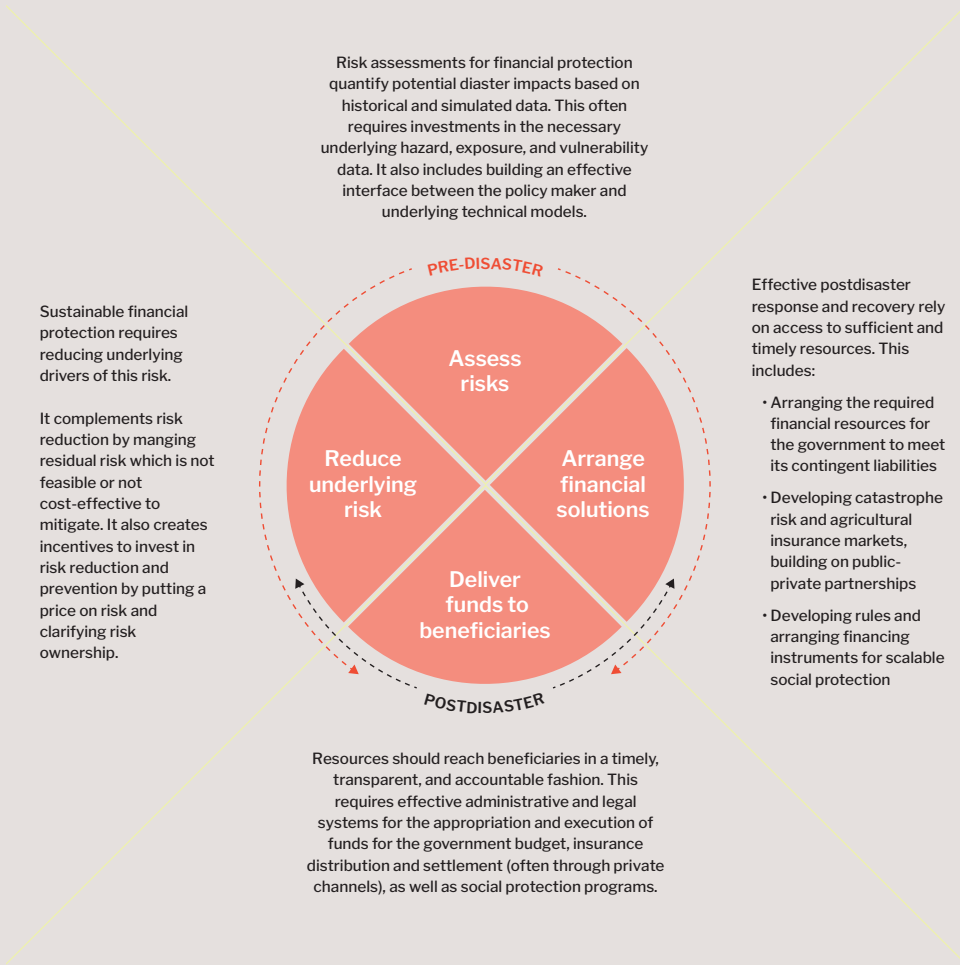 Risk assessments for financial protection
quantify potential diaster impacts based on
historical and simulated data. This often
requires investments in the necessary
underlying hazard, exposure, and vulnerability
data. It also includes building an effective
interface between the policy maker and
underlying technical models.
PRE-DISASTER
Sustainable financial
protection requires
reducing underlying
drivers of this risk.
It complements risk
reduction by manging
residual risk which is not
feasible or not
cost-effective to
mitigate. It also creates
incentives to invest in
risk reduction and
prevention by putting a
price on risk and
clarifying risk
ownership.
Assess
risks
Reduce
underlying
risk
Arrange
financial
solutions
Deliver
funds to
beneficiaries
Effective postdisaster
response and recovery rely
on access to sufficient and
timely resources. This
includes:
• Arranging the required
financial resources for
the government to meet
its contingent liabilities
• Developing catastrophe
risk and agricultural
insurance markets,
building on public-
private partnerships
• Developing rules and
arranging financing
instruments for scalable
social protection
POSTDISASTER
Resources should reach beneficiaries in a timely,
transparent, and accountable fashion. This
requires effective administrative and legal
systems for the appropriation and execution of
funds for the government budget, insurance
distribution and settlement (often through private
channels), as well as social protection programs.